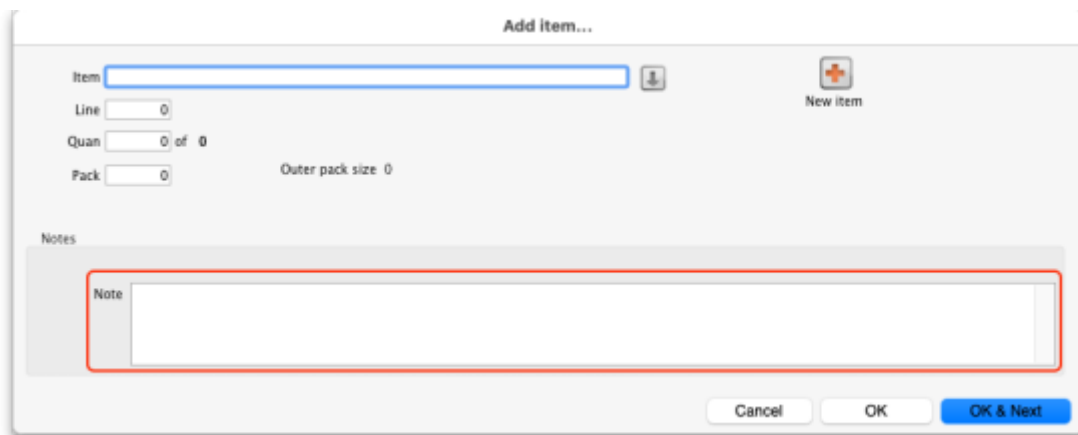 Add item...
Item
New item
Line 0
Quan 0 of 0
Pack 0 Outer pack size 0
Notes
Note
Cancel OK OK & Next